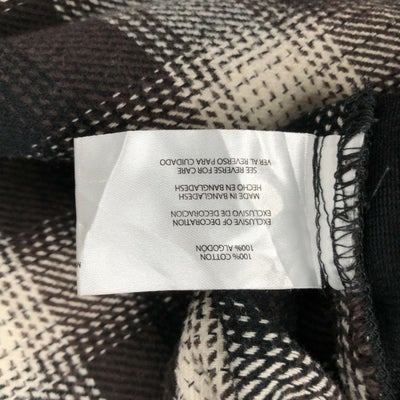 100% COTTON
100% ALGODÓN
EXCLUSIVE OF DECORATION
EXCLUSIVO DE DECORACION
MADE IN BANGLADESH
HECHO EN BANGLADESH
SEE REVERSE FOR CARE
VER AL REVERSO PARA CUIDADO